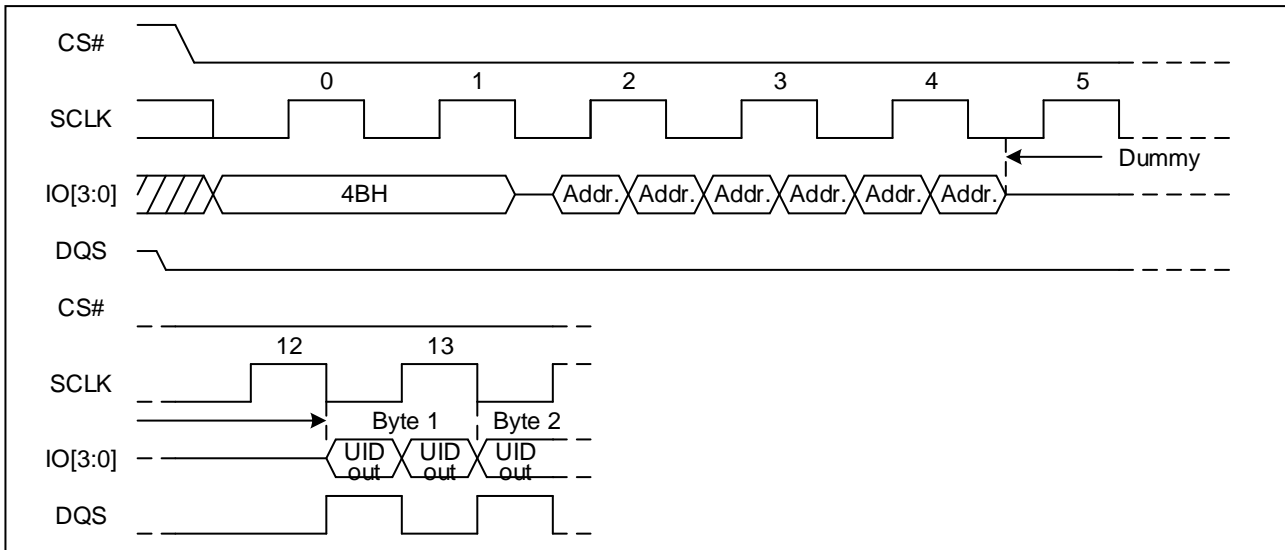 CS#
0 1 2 3 4 5
SCLK
Dummy
IO[3:0] 4BH Addr. Addr. Addr. Addr. Addr. Addr.
DQS
CS#
12 13
SCLK
Byte 1 Byte 2
IO[3:0] UID out UID out UID out
DQS